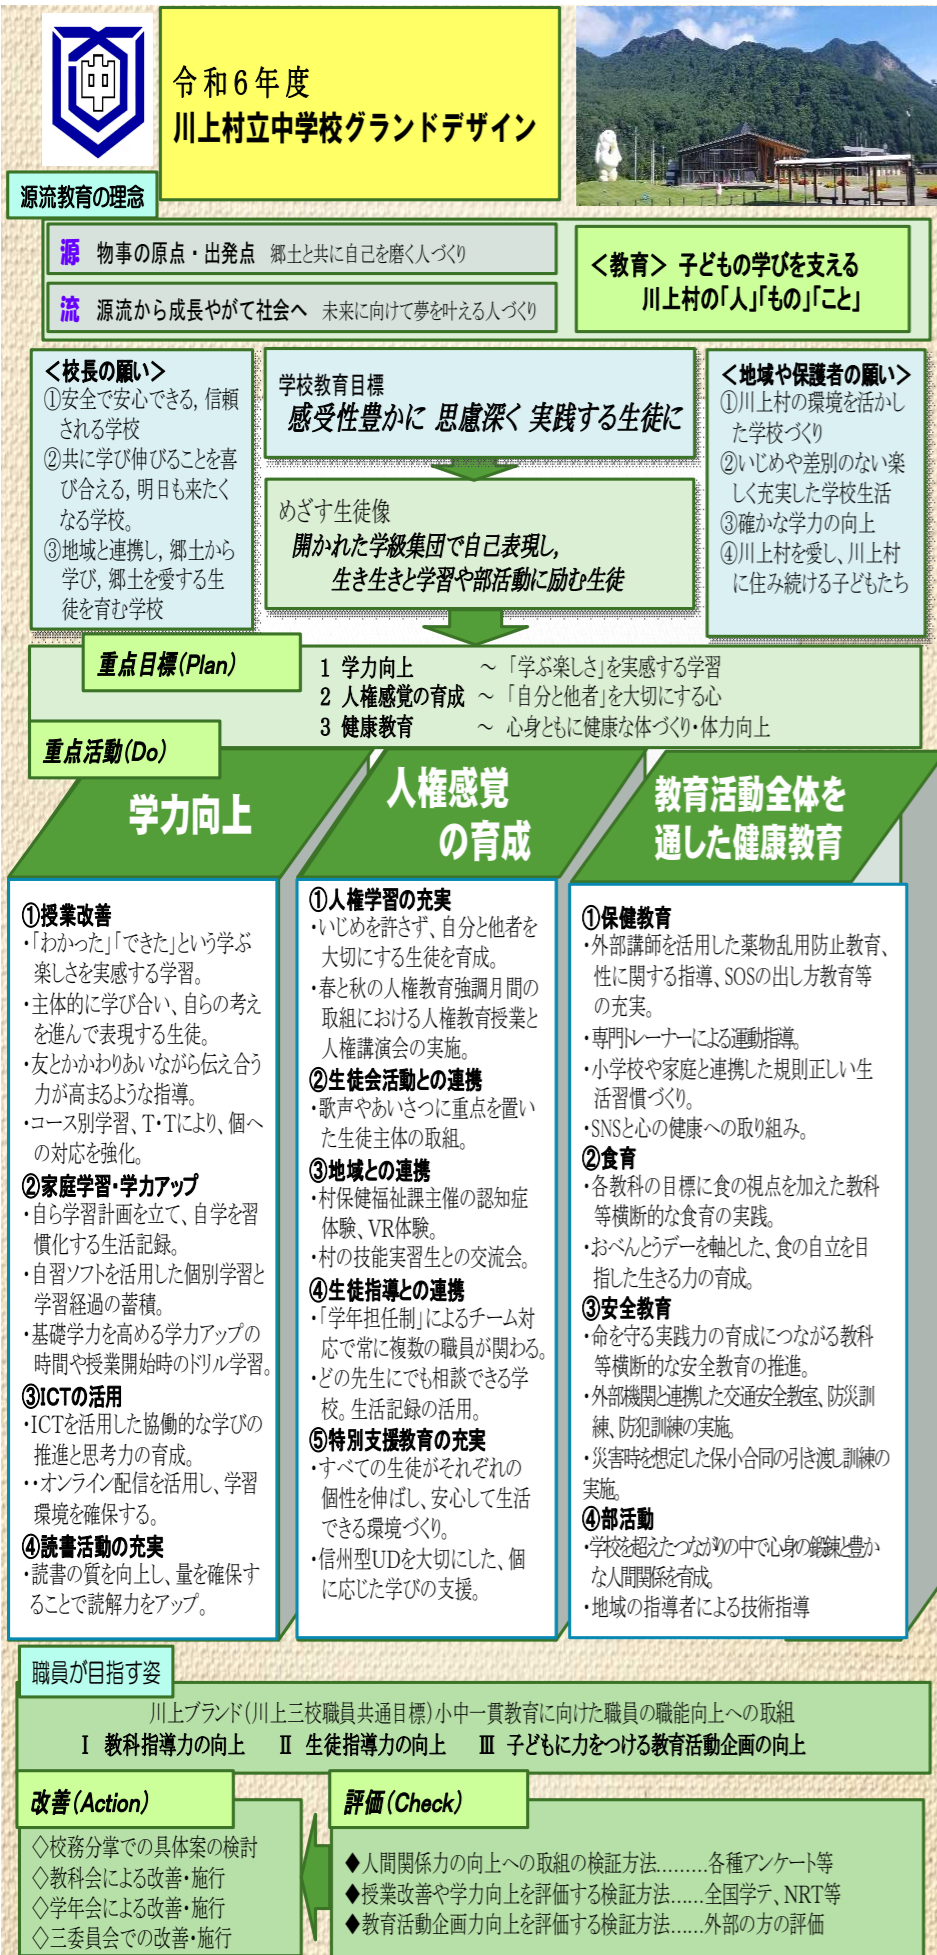 中
令和６年度
川上村立中学校グランドデザイン
源流教育の理念
源 物事の原点・出発点 郷土と共に自己を磨く人づくり
流 源流から成長やがて社会へ 未来に向けて夢を叶える人づくり
＜教育＞ 子どもの学びを支える
川上村の「人」「もの」「こと」
＜校長の願い＞
①安全で安心できる，信頼
される学校
②共に学び伸びることを喜
び合える，明日も来たく
なる学校。
③地域と連携し，郷土から
学び，郷土を愛する生
徒を育む学校
学校教育目標
感受性豊かに 思慮深く 実践する生徒に
めざす生徒像
開かれた学級集団で自己表現し，
生き生きと学習や部活動に励む生徒
＜地域や保護者の願い＞
①川上村の環境を活かし
た学校づくり
②いじめや差別のない楽
しく充実した学校生活
③確かな学力の向上
④川上村を愛し、川上村
に住み続ける子どもたち
重点目標(Plan)
１ 学力向上 ～ 「学ぶ楽しさ」を実感する学習
２ 人権感覚の育成 ～ 「自分と他者」を大切にする心
３ 健康教育 ～ 心身ともに健康な体づくり・体力向上
重点活動(Do)
学力向上
①授業改善
・「わかった」「できた」という学ぶ
楽しさを実感する学習。
・主体的に学び合い、自らの考え
を進んで表現する生徒。
・友とかかわりあいながら伝え合う
力が高まるような指導。
・コース別学習、T・Tにより、個へ
の対応を強化。
②家庭学習・学力アップ
・自ら学習計画を立て、自学を習
慣化する生活記録。
・自習ソフトを活用した個別学習と
学習経過の蓄積。
・基礎学力を高める学力アップの
時間や授業開始時のドリル学習。
③ICTの活用
・ICTを活用した協働的な学びの
推進と思考力の育成。
・・オンライン配信を活用し、学習
環境を確保する。
④読書活動の充実
・読書の質を向上し、量を確保す
ることで読解力をアップ。
人権感覚
の育成
①人権学習の充実
・いじめを許さず、自分と他者を
大切にする生徒を育成。
・春と秋の人権教育強調月間の
取組における人権教育授業と
人権講演会の実施。
②生徒会活動との連携
・歌声やあいさつに重点を置い
た生徒主体の取組。
③地域との連携
・村保健福祉課主催の認知症
体験、VR体験。
・村の技能実習生との交流会。
④生徒指導との連携
・「学年担任制」によるチーム対
応で常に複数の職員が関わる。
・どの先生にでも相談できる学
校。生活記録の活用。
⑤特別支援教育の充実
・すべての生徒がそれぞれの
個性を伸ばし、安心して生活
できる環境づくり。
・信州型UDを大切にした、個
に応じた学びの支援。
教育活動全体を
通した健康教育
①保健教育
・外部講師を活用した薬物乱用防止教育、
性に関する指導、SOSの出し方教育等
の充実。
・専門トレーナーによる運動指導。
・小学校や家庭と連携した規則正しい生
活習慣づくり。
・SNSと心の健康への取り組み。
②食育
・各教科の目標に食の視点を加えた教科
等横断的な食育の実践。
・おべんとうデーを軸とした、食の自立を目
指した生きる力の育成。
③安全教育
・命を守る実践力の育成につながる教科
等横断的な安全教育の推進。
・外部機関と連携した交通安全教室、防災訓
練、防犯訓練の実施。
・災害時を想定した保小合同の引き渡し訓練の
実施。
④部活動
・学校を超えたつながりの中で心身の鍛錬と豊か
な人間関係を育成。
・地域の指導者による技術指導
職員が目指す姿
川上ブランド(川上三校職員共通目標)小中一貫教育に向けた職員の職能向上への取組
Ⅰ 教科指導力の向上 Ⅱ 生徒指導力の向上 Ⅲ 子どもに力をつける教育活動企画の向上
改善(Action)
◇校務分掌での具体案の検討
◇教科会による改善・施行
◇学年会による改善・施行
◇三委員会での改善・施行
評価(Check)
◆人間関係力の向上への取組の検証方法………各種アンケート等
◆授業改善や学力向上を評価する検証方法……全国学テ、NRT等
◆教育活動企画力向上を評価する検証方法……外部の方の評価